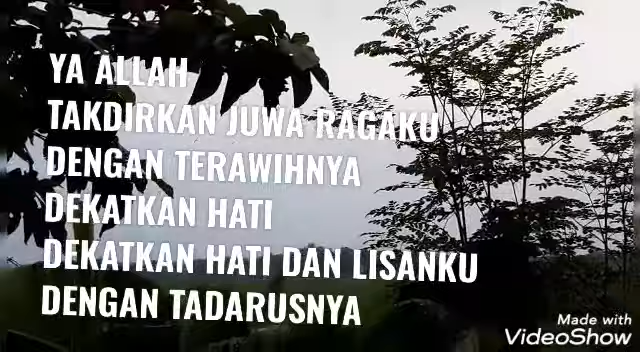 YA ALLAH
TAKDIRKAN JUWA RAGAKU
DENGAN TERAWIHNYA
DEKATKAN HATI
DEKATKAN HATI DAN LISANKU
DENGAN TADARUSNYA
Made with
VideoShow